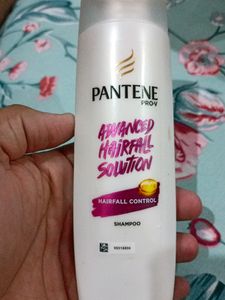 PANTENE
PRO-V
ADVANCED
HAIRFALL
SOLUTION
HAIRFALL CONTROL
SHAMPOO